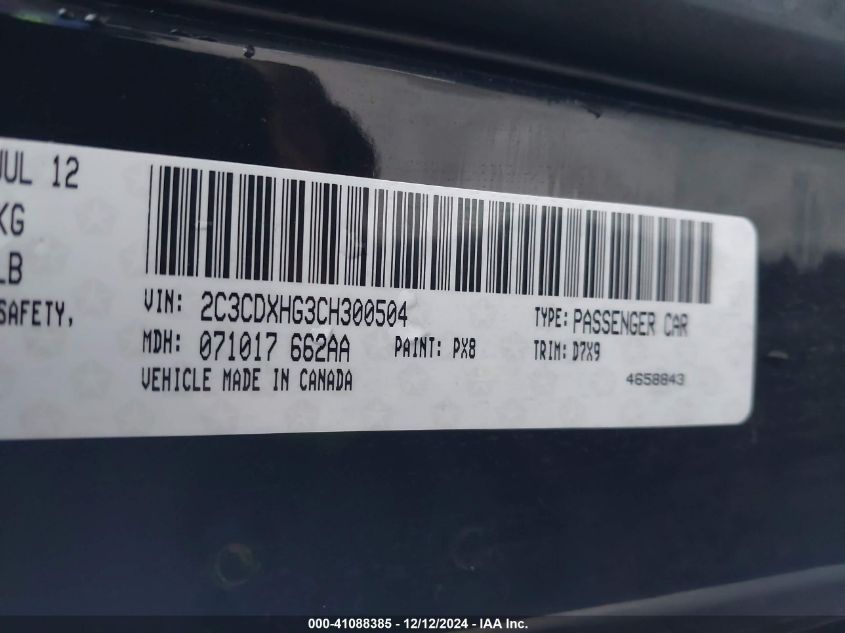 JUL 12
KG
LB
SAFETY,
VIN: 2C3CDXHG3CH300504 TYPE: PASSENGER CAR
MDH: 071017 662AA PAINT: PX8 TRIM: D7X9
VEHICLE MADE IN CANADA 4658843
000-41088385 - 12/12/2024 - IAA Inc.